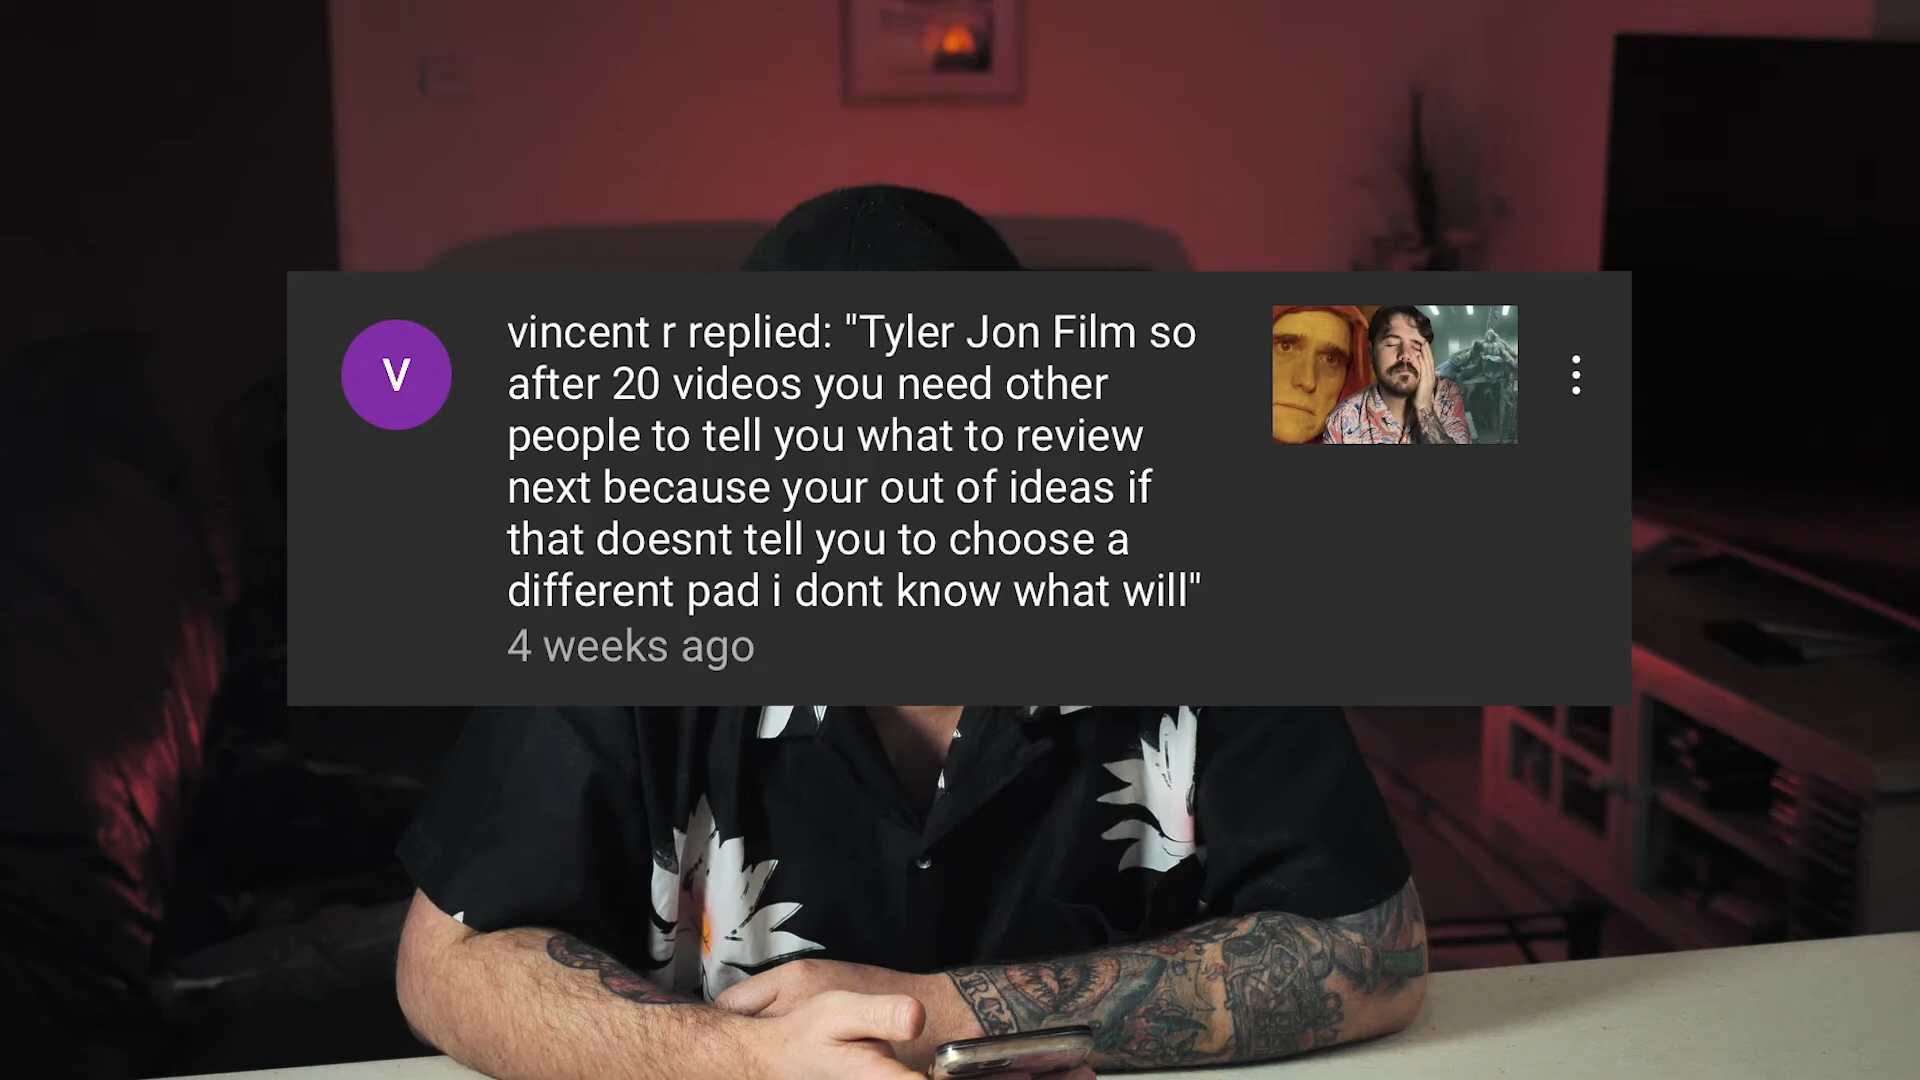 V
vincent r replied: "Tyler Jon Film so
after 20 videos you need other
people to tell you what to review
next because your out of ideas if
that doesnt tell you to choose a
different pad i dont know what will"
4 weeks ago